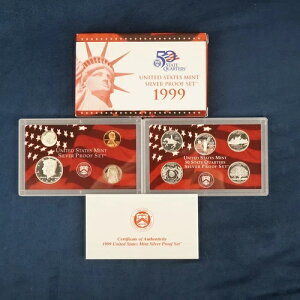 50
STATE
QUARTERS
UNITED STATES MINT
SILVER PROOF SET
1999
UNITED STATES MINT
SILVER PROOF SET
UNITED STATES MINT
50 STATE QUARTERS
SILVER PROOF SET
Certificate of Authenticity
1999 United States Mint Silver Proof Set